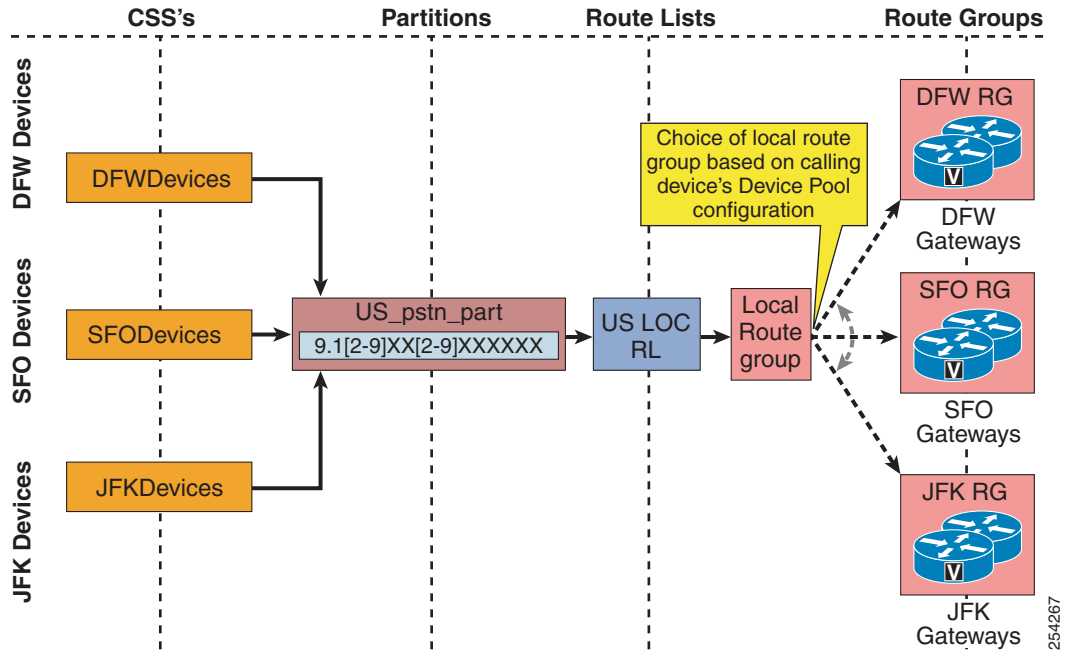 CSS's
Partitions
Route Lists
Route Groups
DFW Devices
SFO Devices
JFK Devices
DFWDevices
SFODevices
JFKDevices
US_pstn_part
9.1[2-9]XX[2-9]XXXXXX
US LOC
RL
Local
Route
group
Choice of local route
group based on calling
device's Device Pool
configuration
DFW RG
V
DFW
Gateways
SFO RG
V
SFO
Gateways
JFK RG
V
JFK
Gateways
254267